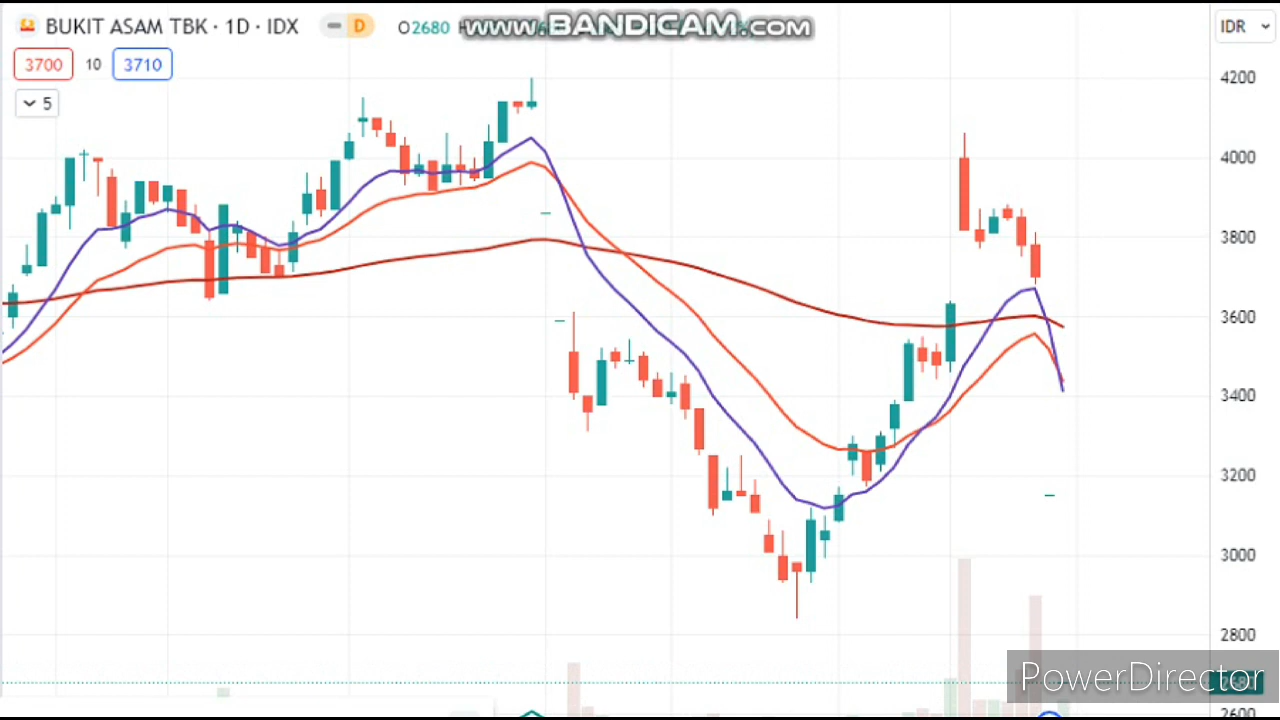 BUKIT ASAM TBK · 1D · IDX
D
O2680
www.BANDICAM.com
IDR
3700 10 3710
5
4200
4000
3800
3600
3400
3200
3000
2800
PowerDirector
2680
2600